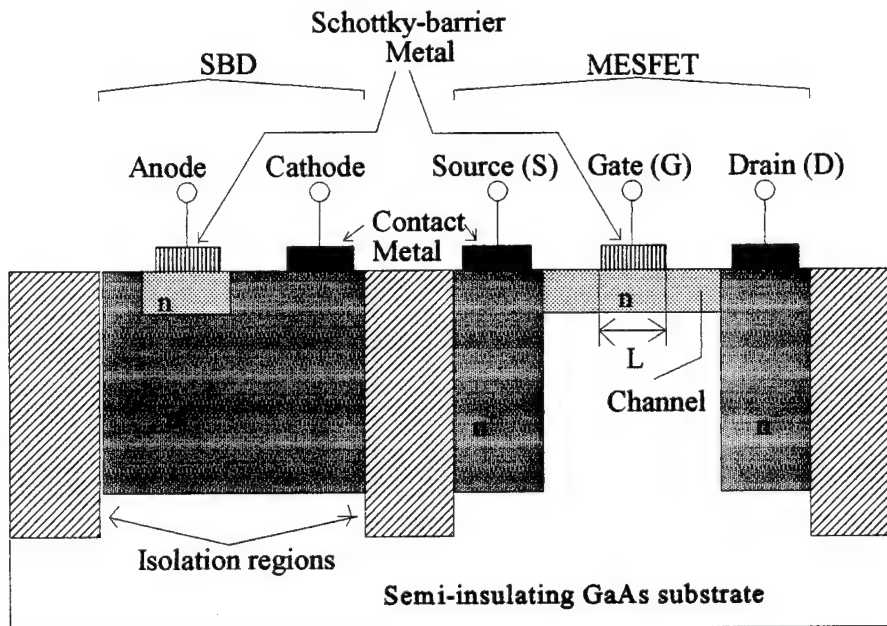 Schottky-barrier
Metal
SBD
MESFET
Anode
Cathode
Source (S)
Gate (G)
Drain (D)
Contact
Metal
n
n
L
Channel
n
n
Isolation regions
Semi-insulating GaAs substrate